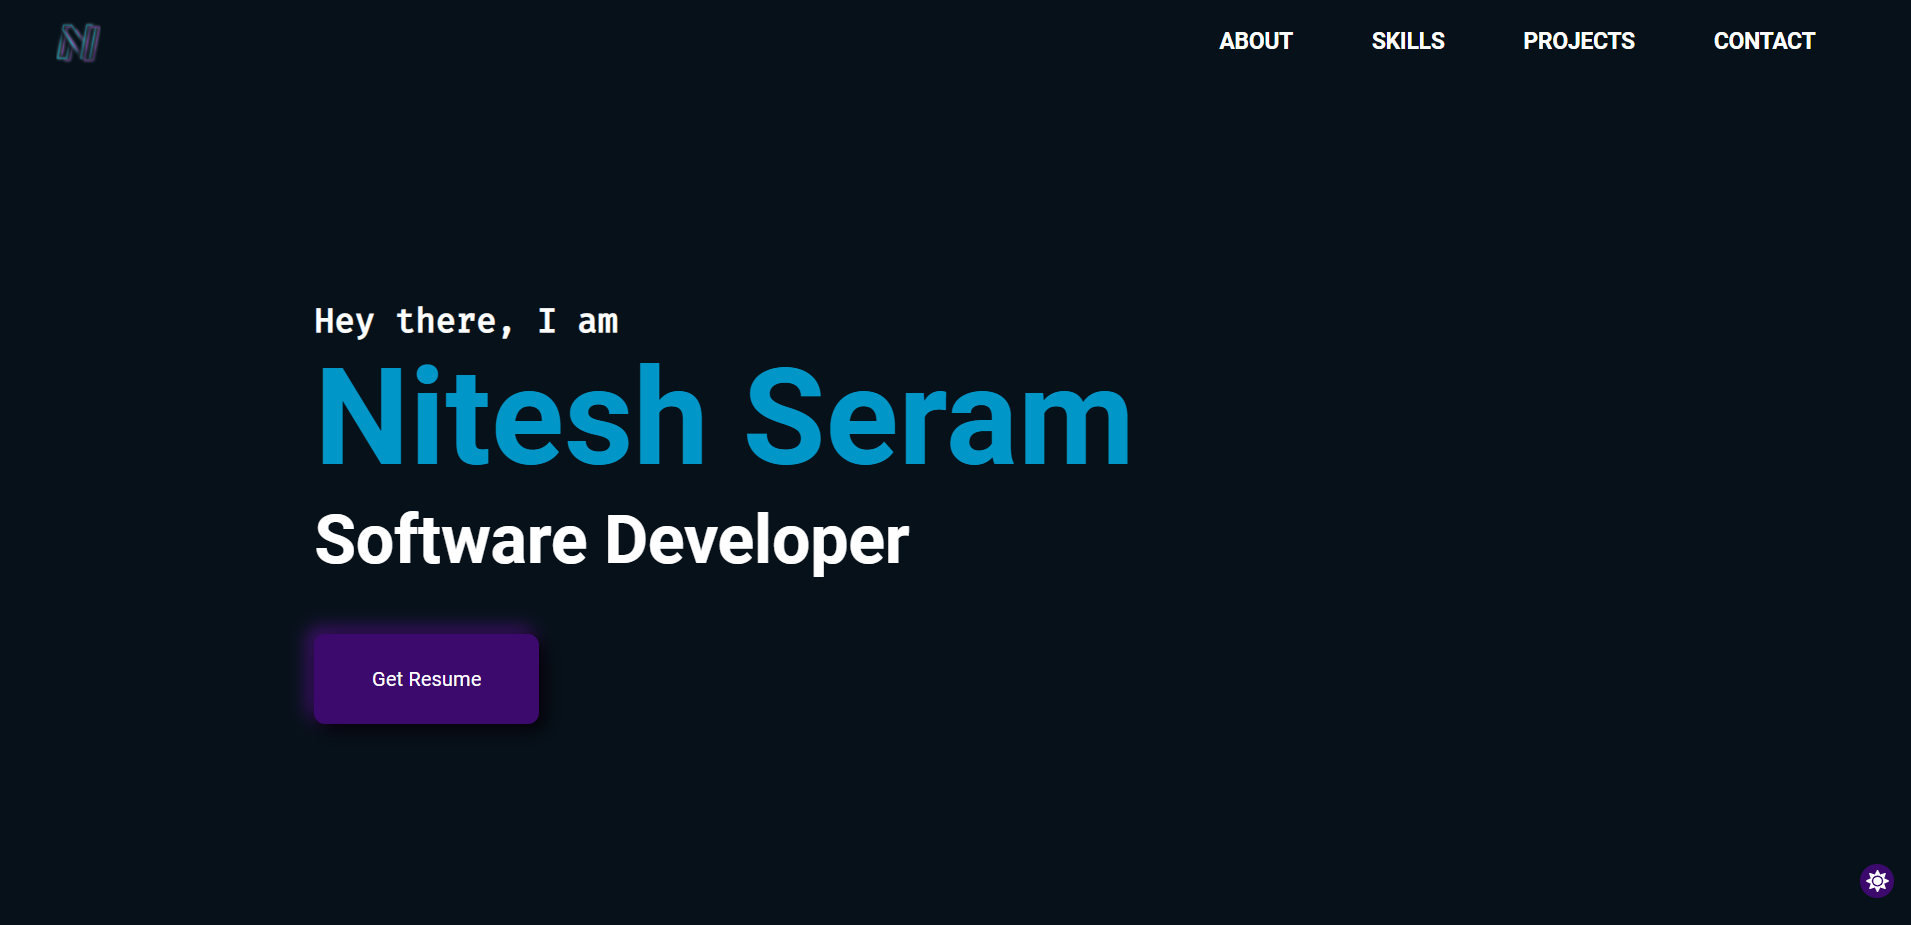 N
ABOUT SKILLS PROJECTS CONTACT
Hey there, I am
Nitesh Seram
Software Developer
Get Resume